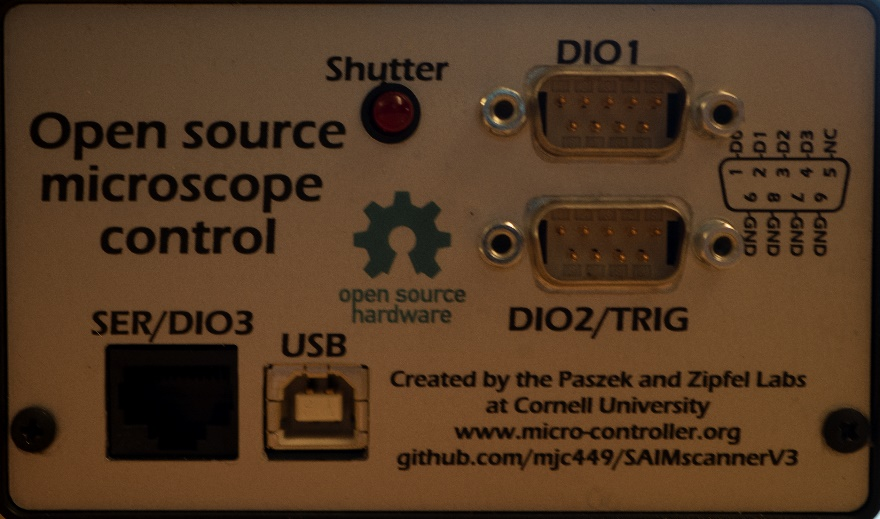 Shutter
DIO1
Open source
microscope
control
1 2 3 4 5
D0 D1 D2 D3 NC
6 8 7 9
GND GND GND GND
open source
hardware
SER/DIO3
USB
DIO2/TRIG
Created by the Paszek and Zipfel Labs
at Cornell University
www.micro-controller.org
github.com/mjc449/SAIMscannerV3